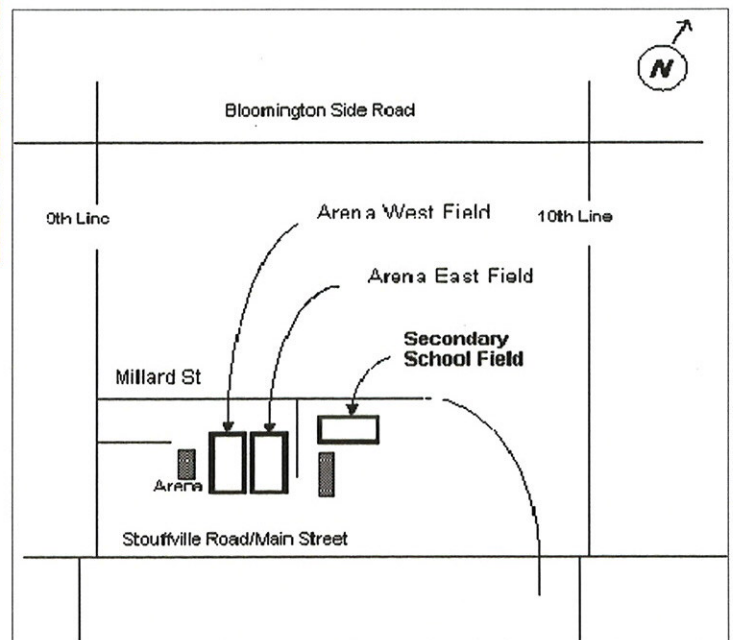 N
Bloomington Side Road
9th Line
Arena West Field
10th Line
Arena East Field
Secondary
School Field
Millard St
Arena
Stouffville Road/Main Street